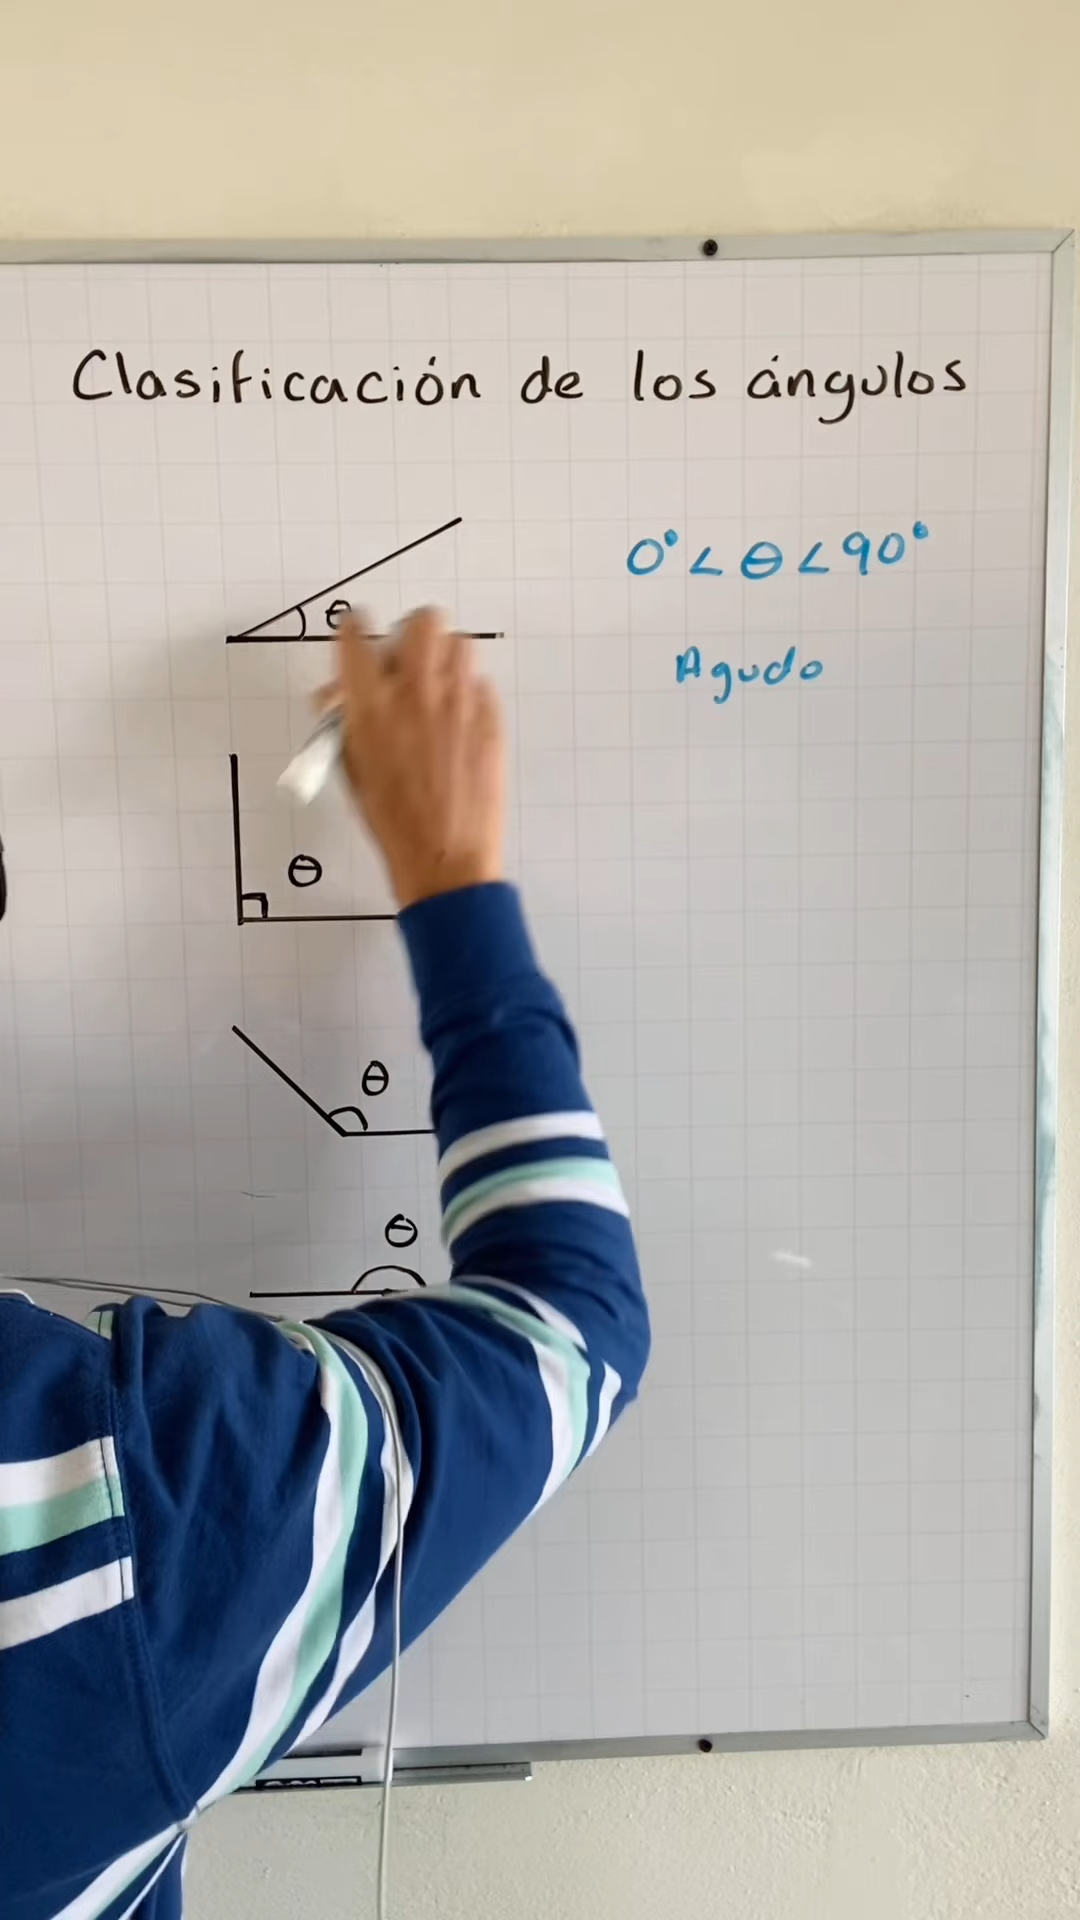 Clasificación de los ángulos
θ
0° < θ < 90°
Agudo
θ
θ
θ